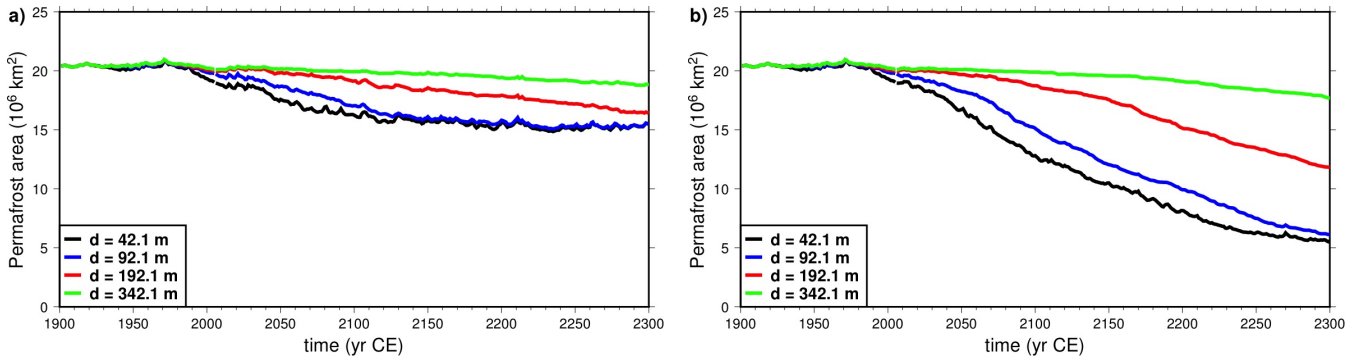 a)
25
20
15
10
5
0
Permafrost area (10⁶ km²)
d = 42.1 m
d = 92.1 m
d = 192.1 m
d = 342.1 m
1900 1950 2000 2050 2100 2150 2200 2250 2300
time (yr CE)
b)
25
20
15
10
5
0
Permafrost area (10⁶ km²)
d = 42.1 m
d = 92.1 m
d = 192.1 m
d = 342.1 m
1900 1950 2000 2050 2100 2150 2200 2250 2300
time (yr CE)